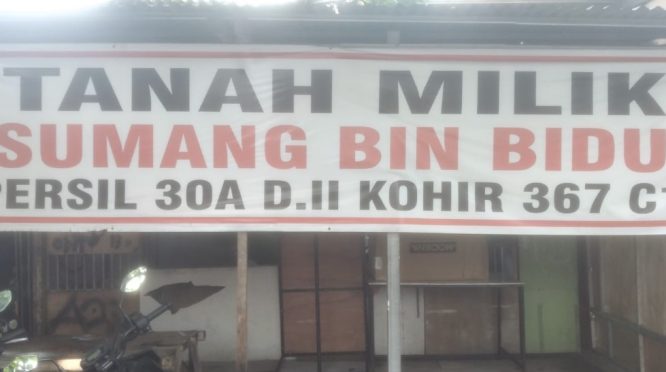 TANAH MILIK
SUMANG BIN BIDU
PERSIL 30A D.II KOHIR 367 C